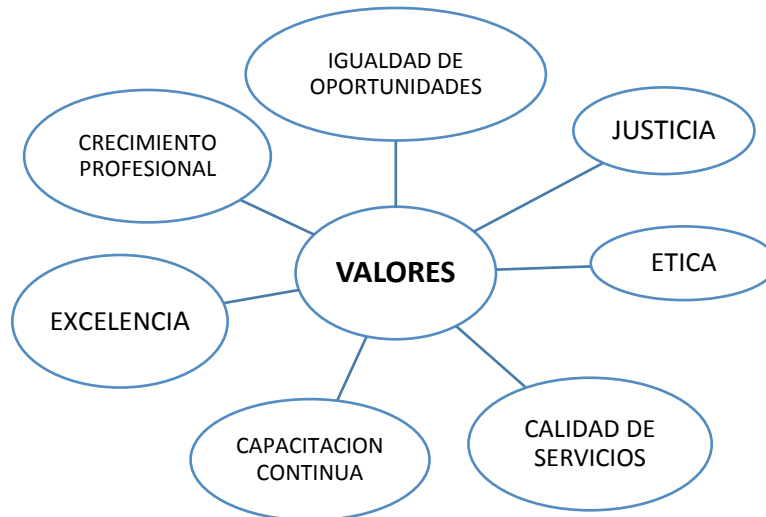 IGUALDAD DE
OPORTUNIDADES
JUSTICIA
CRECIMIENTO
PROFESIONAL
VALORES
ETICA
EXCELENCIA
CALIDAD DE
SERVICIOS
CAPACITACION
CONTINUA